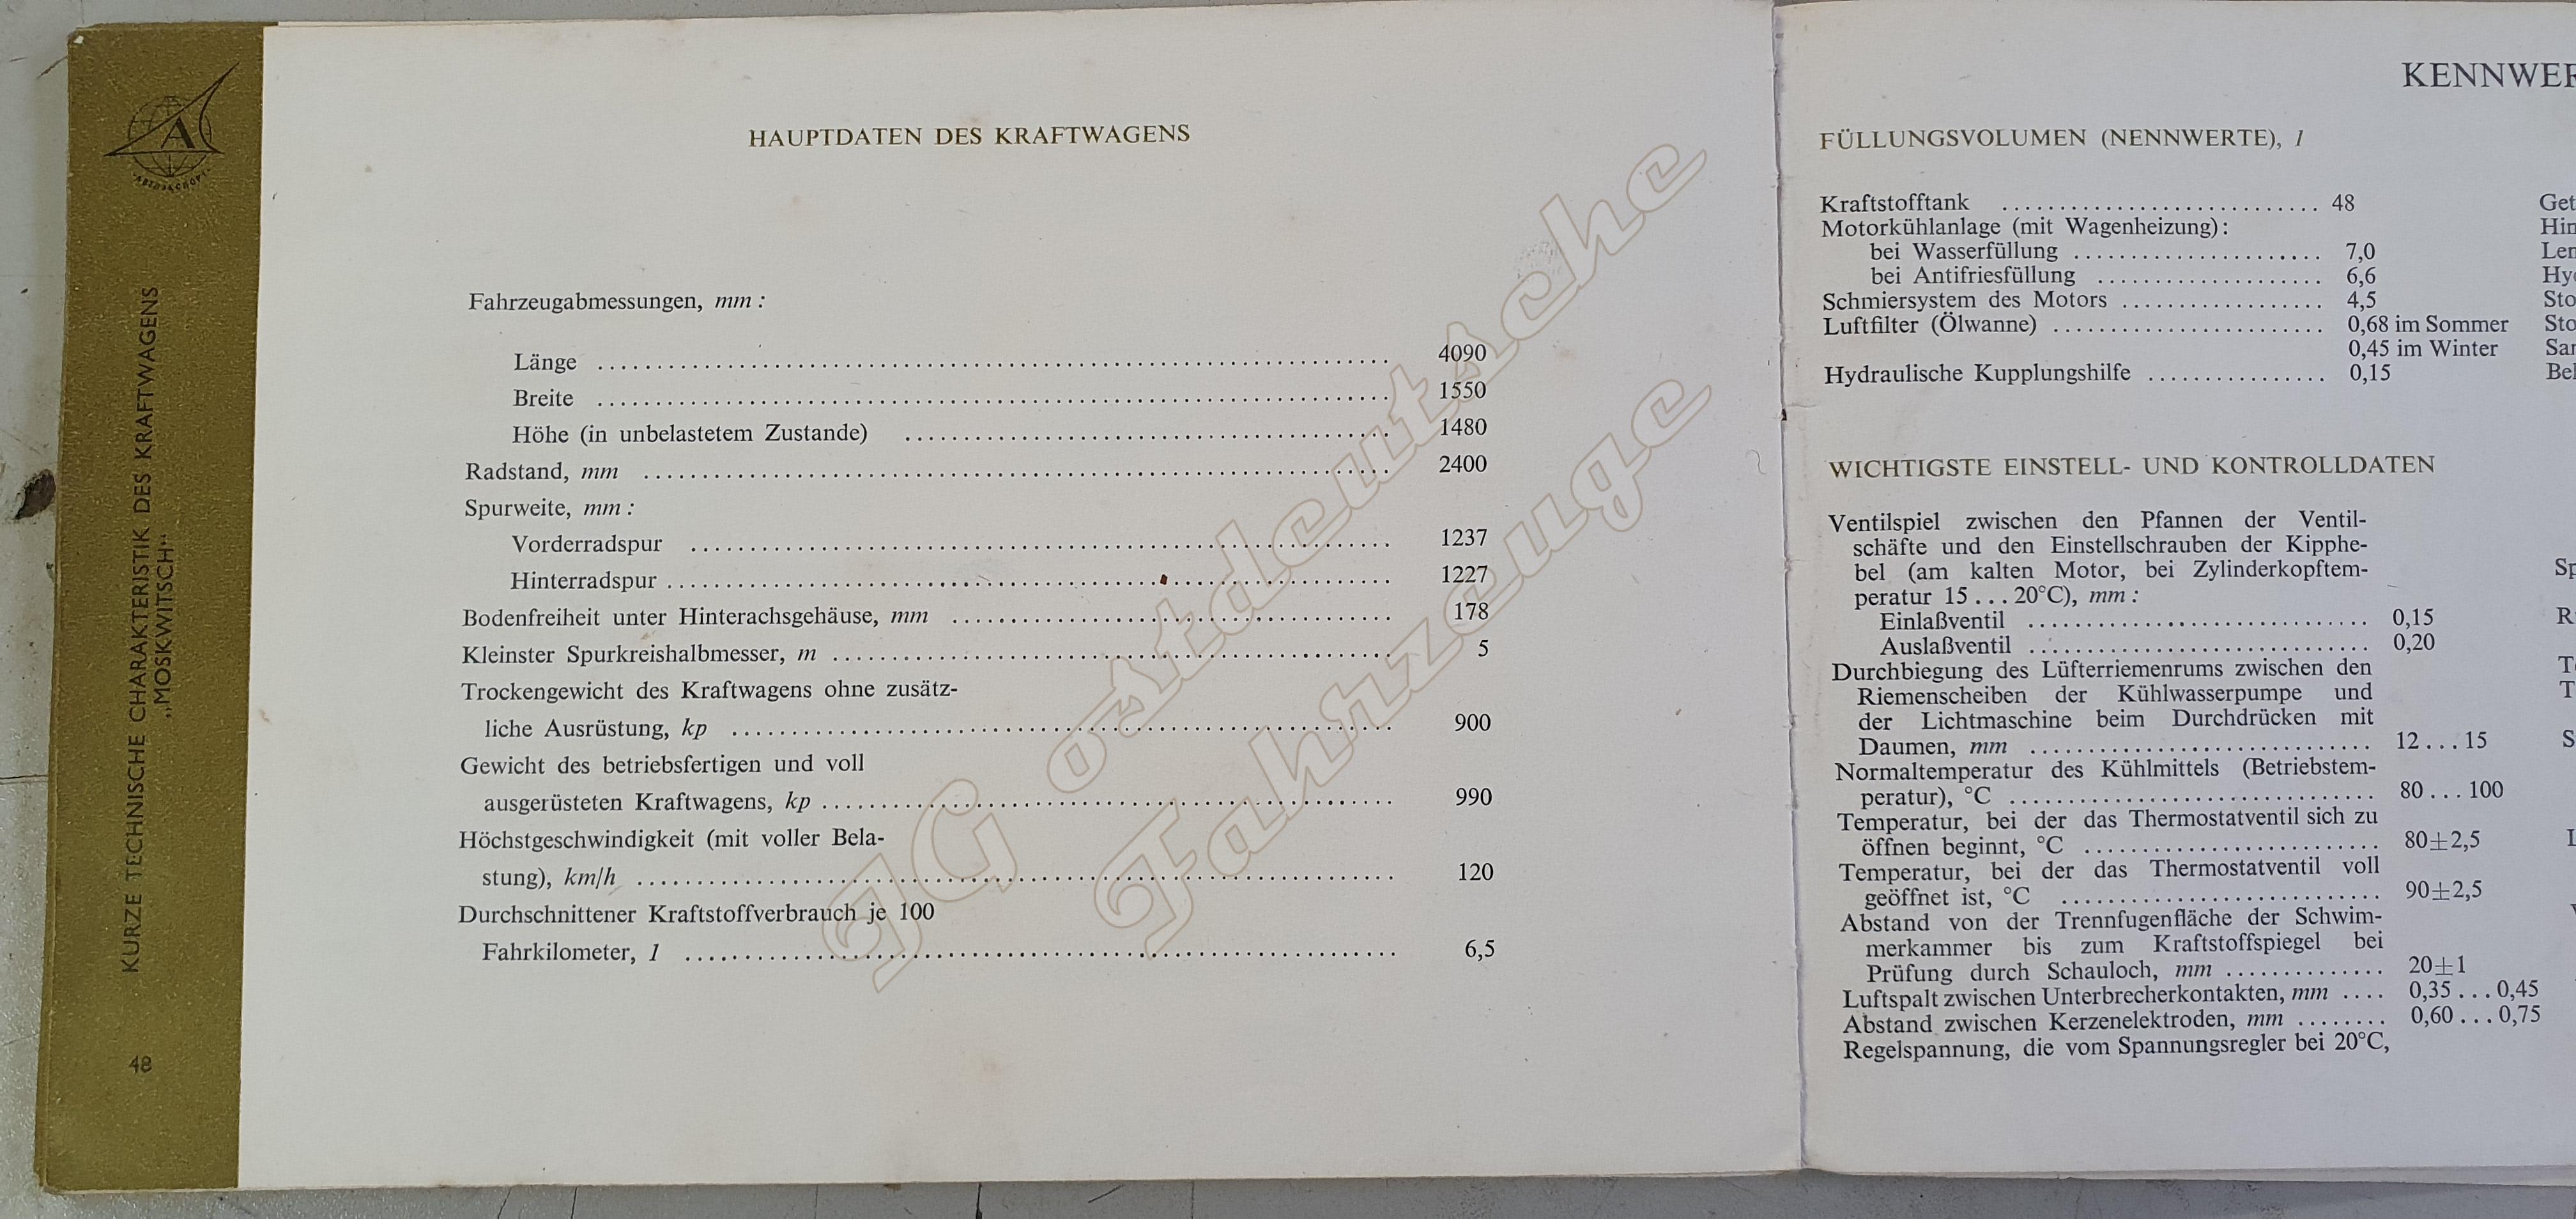 KURZE TECHNISCHE CHARAKTERISTIK DES KRAFTWAGENS
„MOSKWITSCH“
48
HAUPTDATEN DES KRAFTWAGENS
Fahrzeugabmessungen, mm :
Länge ........ 4090
Breite ........ 1550
Höhe (in unbelastetem Zustande) ........ 1480
Radstand, mm ........ 2400
Spurweite, mm :
Vorderradspur ........ 1237
Hinterradspur ........ 1227
Bodenfreiheit unter Hinterachsgehäuse, mm ........ 178
Kleinster Spurkreishalbmesser, m ........ 5
Trockengewicht des Kraftwagens ohne zusätz-
liche Ausrüstung, kp ........ 900
Gewicht des betriebsfertigen und voll
ausgerüsteten Kraftwagens, kp ........ 990
Höchstgeschwindigkeit (mit voller Bela-
stung), km/h ........ 120
Durchschnittener Kraftstoffverbrauch je 100
Fahrkilometer, l ........ 6,5
IG ostdeutsche
Fahrzeuge
KENNWER
FÜLLUNGSVOLUMEN (NENNWERTE), l
Kraftstofftank ........ 48
Motorkühlanlage (mit Wagenheizung):
bei Wasserfüllung ........ 7,0
bei Antifriesfüllung ........ 6,6
Schmiersystem des Motors ........ 4,5
Luftfilter (Ölwanne) ........ 0,68 im Sommer
0,45 im Winter
Hydraulische Kupplungshilfe ........ 0,15
WICHTIGSTE EINSTELL- UND KONTROLLDATEN
Ventilspiel zwischen den Pfannen der Ventil-
schäfte und den Einstellschrauben der Kipphe-
bel (am kalten Motor, bei Zylinderkopftem-
peratur 15...20°C), mm :
Einlaßventil ........ 0,15
Auslaßventil ........ 0,20
Durchbiegung des Lüfterriemenrums zwischen den
Riemenscheiben der Kühlwasserpumpe und
der Lichtmaschine beim Durchdrücken mit
Daumen, mm ........ 12...15
Normaltemperatur des Kühlmittels (Betriebstem-
peratur), °C ........ 80...100
Temperatur, bei der das Thermostatventil sich zu
öffnen beginnt, °C ........ 80±2,5
Temperatur, bei der das Thermostatventil voll
geöffnet ist, °C ........ 90±2,5
Abstand von der Trennfugenfläche der Schwim-
merkammer bis zum Kraftstoffspiegel bei
Prüfung durch Schauloch, mm ........ 20±1
Luftspalt zwischen Unterbrecherkontakten, mm .... 0,35...0,45
Abstand zwischen Kerzenelektroden, mm ........ 0,60...0,75
Regelspannung, die vom Spannungsregler bei 20°C,
Get
Hin
Len
Hy
Sto
Sto